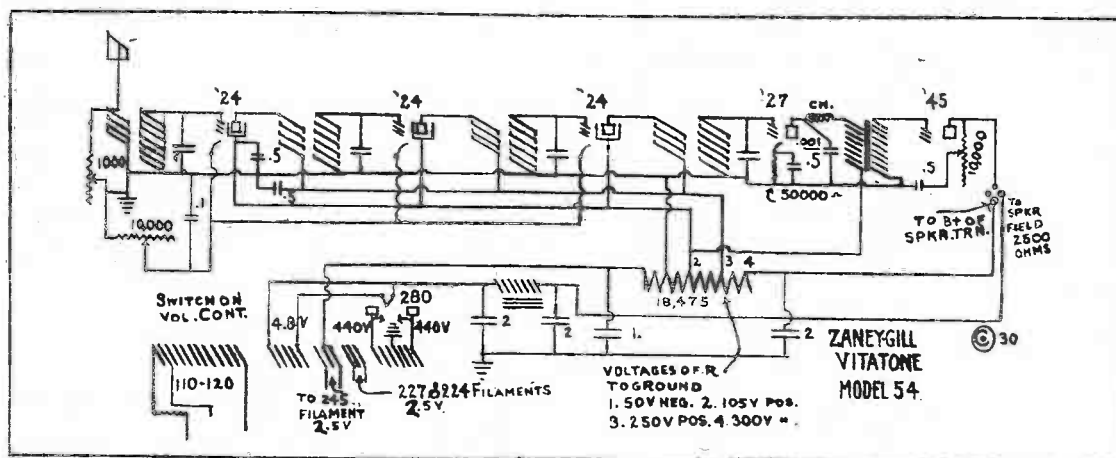 '24
'24
'24
'27
CH.
'45
1000
.5
.5
.1
10,000
.001
.5
.5
50000~
10,000
TO B+ OF
SPKR. TRN.
TO
SPKR
FIELD
2500
OHMS
2
3
4
18,475
SWITCH ON
VOL. CONT.
4.8V
280
440V
440V
2
2
1.
2
110-120
TO 245
FILAMENT
2.5V
227 & 224 FILAMENTS
2.5V
VOLTAGES OF R
TO GROUND
1. 50V NEG. 2. 105V POS.
3. 250V POS. 4. 300V "
ZANEY-GILL
VITATONE
MODEL 54.
© 30